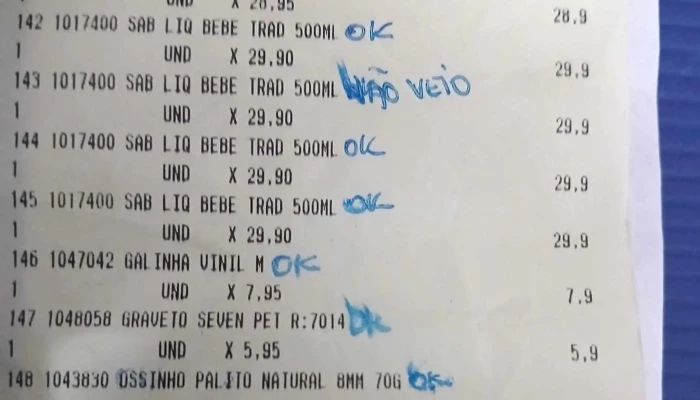 UND X 28,95 28,9
142 1017400 SAB LIQ BEBE TRAD 500ML OK
1 UND X 29,90 29,9
143 1017400 SAB LIQ BEBE TRAD 500ML NÃO VEIO
1 UND X 29,90 29,9
144 1017400 SAB LIQ BEBE TRAD 500ML OK
1 UND X 29,90 29,9
145 1017400 SAB LIQ BEBE TRAD 500ML OK
1 UND X 29,90 29,9
146 1047042 GALINHA VINIL M OK
1 UND X 7,95 7,9
147 1048058 GRAVETO SEVEN PET R:7014 OK
1 UND X 5,95 5,9
148 1043830 OSSINHO PALITO NATURAL 8MM 70G OK